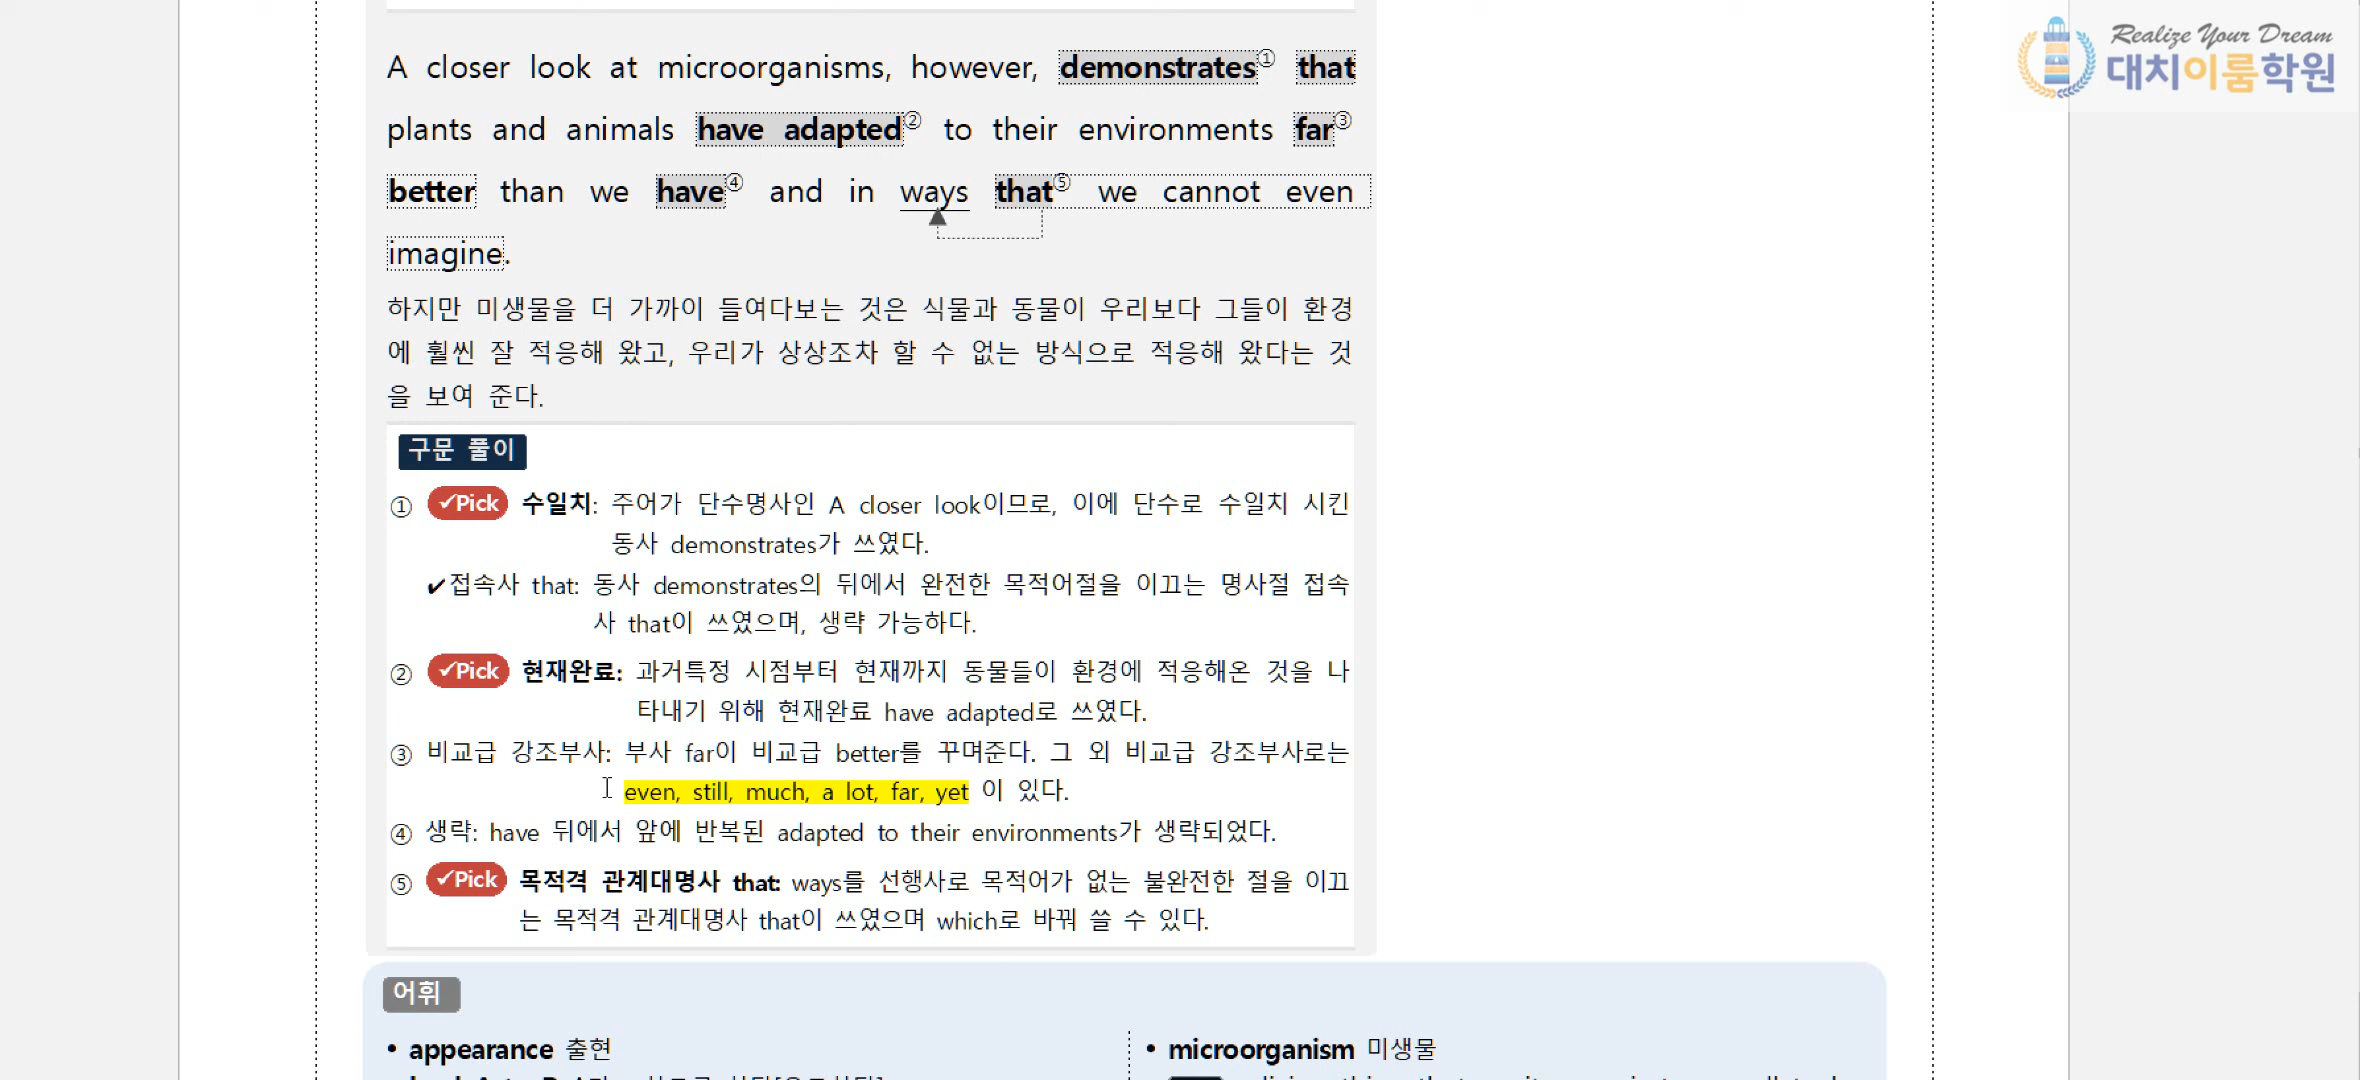 Realize Your Dream
대치이룸학원
A closer look at microorganisms, however, demonstrates① that
plants and animals have adapted② to their environments far③
better than we have④ and in ways that⑤ we cannot even
imagine.
하지만 미생물을 더 가까이 들여다보는 것은 식물과 동물이 우리보다 그들이 환경
에 훨씬 잘 적응해 왔고, 우리가 상상조차 할 수 없는 방식으로 적응해 왔다는 것
을 보여 준다.
구문 풀이
① ✓Pick 수일치: 주어가 단수명사인 A closer look이므로, 이에 단수로 수일치 시킨
동사 demonstrates가 쓰였다.
✔접속사 that: 동사 demonstrates의 뒤에서 완전한 목적어절을 이끄는 명사절 접속
사 that이 쓰였으며, 생략 가능하다.
② ✓Pick 현재완료: 과거특정 시점부터 현재까지 동물들이 환경에 적응해온 것을 나
타내기 위해 현재완료 have adapted로 쓰였다.
③ 비교급 강조부사: 부사 far이 비교급 better를 꾸며준다. 그 외 비교급 강조부사로는
even, still, much, a lot, far, yet 이 있다.
④ 생략: have 뒤에서 앞에 반복된 adapted to their environments가 생략되었다.
⑤ ✓Pick 목적격 관계대명사 that: ways를 선행사로 목적어가 없는 불완전한 절을 이끄
는 목적격 관계대명사 that이 쓰였으며 which로 바꿔 쓸 수 있다.
어휘
• appearance 출현
• microorganism 미생물